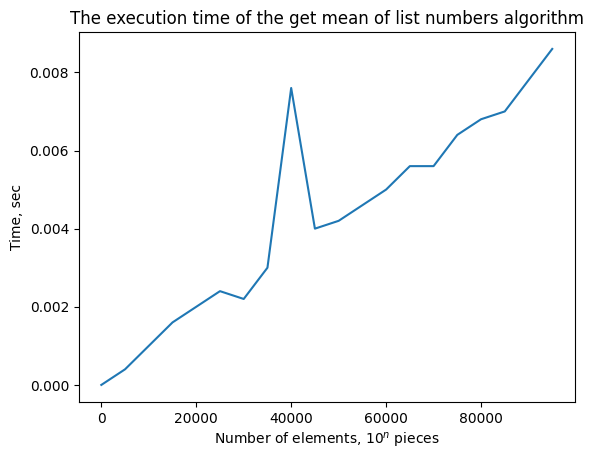 The execution time of the get mean of list numbers algorithm
0.008
0.006
0.004
0.002
0.000
Time, sec
0 20000 40000 60000 80000
Number of elements, 10ⁿ pieces